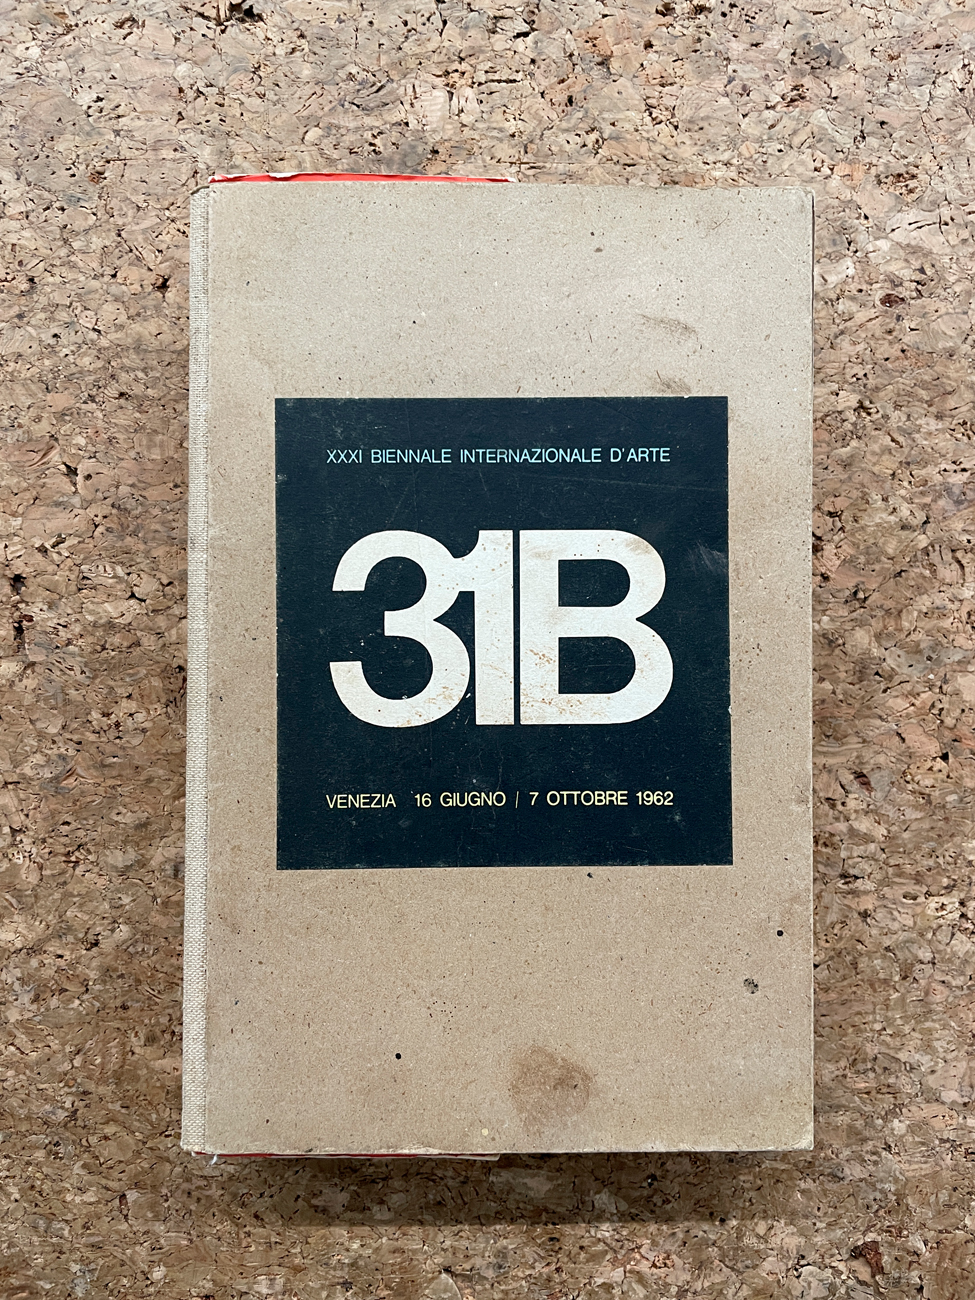 XXXI BIENNALE INTERNAZIONALE D'ARTE
31B
VENEZIA 16 GIUGNO / 7 OTTOBRE 1962